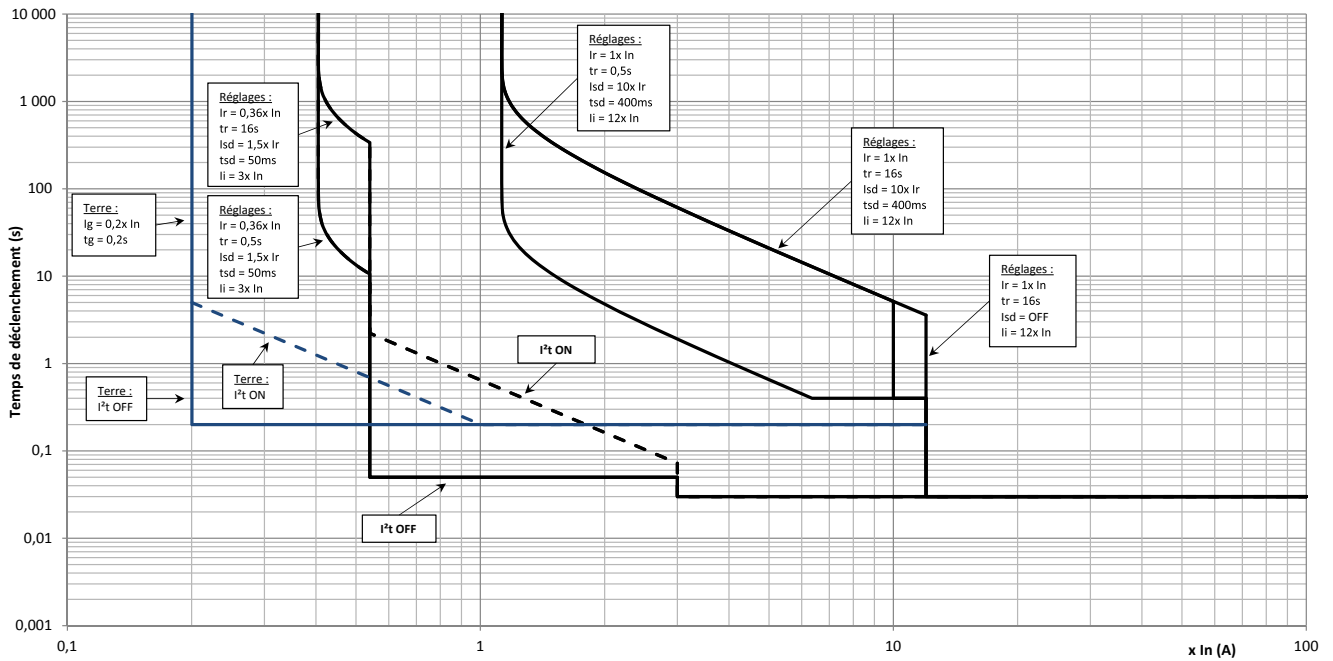 10 000
1 000
100
10
1
0,1
0,01
0,001
Temps de déclenchement (s)
Réglages :
Ir = 0,36x In
tr = 16s
Isd = 1,5x Ir
tsd = 50ms
Ii = 3x In
Réglages :
Ir = 1x In
tr = 0,5s
Isd = 10x Ir
tsd = 400ms
Ii = 12x In
Réglages :
Ir = 1x In
tr = 16s
Isd = 10x Ir
tsd = 400ms
Ii = 12x In
Terre :
Ig = 0,2x In
tg = 0,2s
Réglages :
Ir = 0,36x In
tr = 0,5s
Isd = 1,5x Ir
tsd = 50ms
Ii = 3x In
Réglages :
Ir = 1x In
tr = 16s
Isd = OFF
Ii = 12x In
I²t ON
Terre :
I²t ON
Terre :
I²t OFF
I²t OFF
0,1
1
10
100
x In (A)